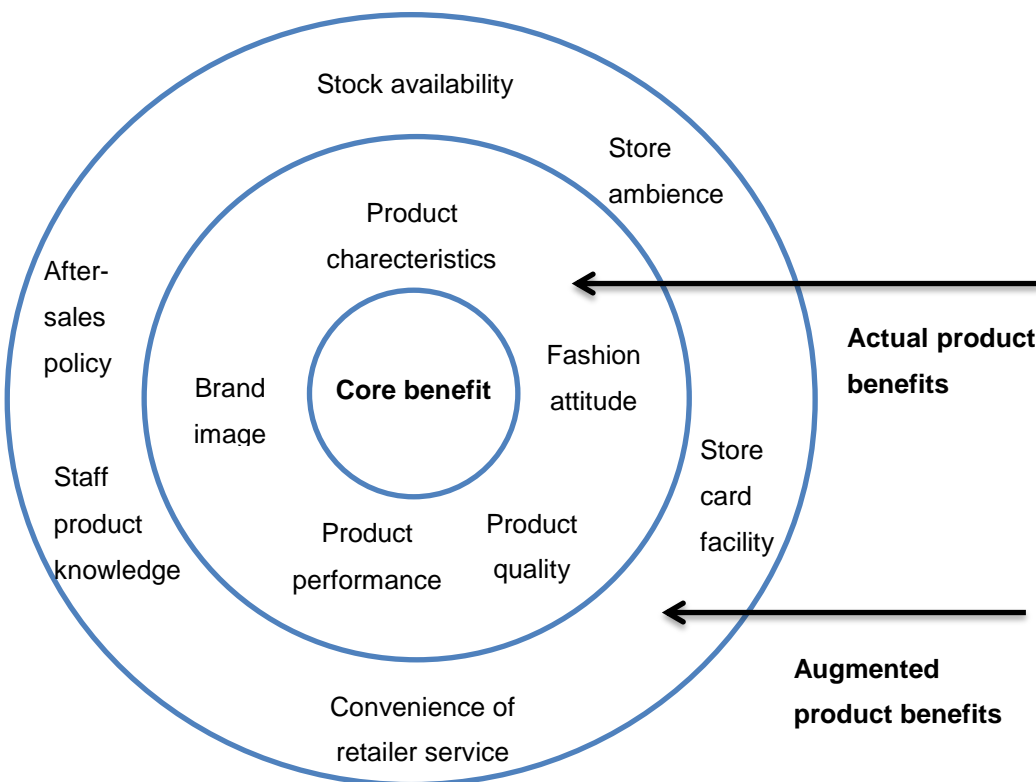 Stock availability
Store
ambience
Product
charecteristics
After-
sales
policy
Actual product
benefits
Fashion
attitude
Core benefit
Brand
image
Store
card
facility
Staff
product
knowledge
Product
performance
Product
quality
Augmented
product benefits
Convenience of
retailer service